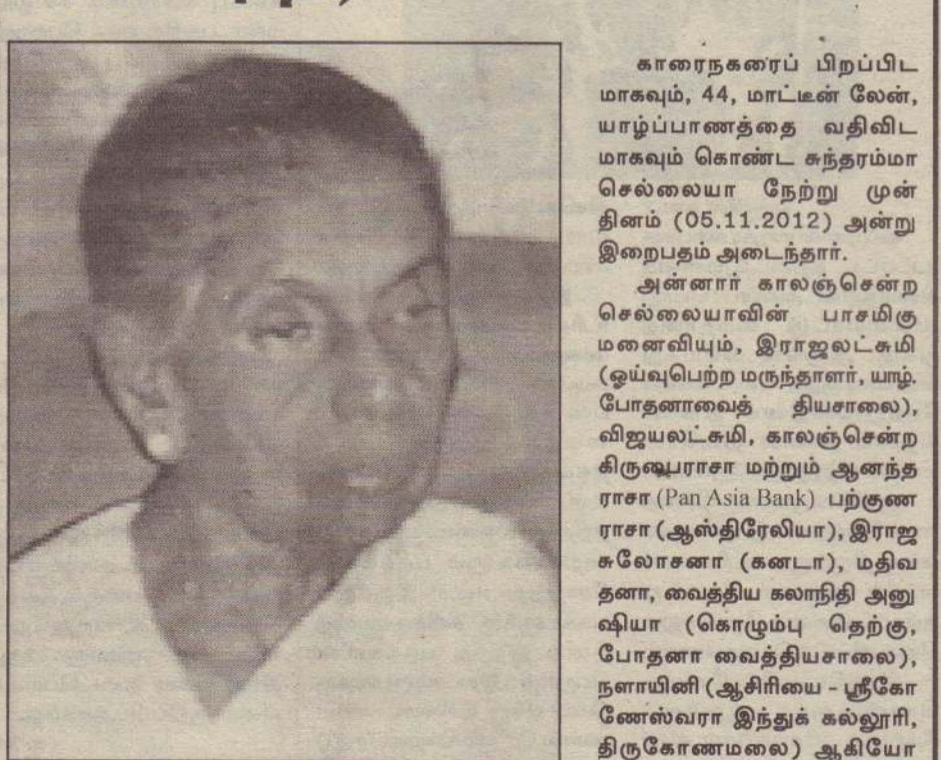 காரைநகரைப் பிறப்பிட
மாகவும், 44, மாட்டீன் லேன்,
யாழ்ப்பாணத்தை வதிவிட
மாகவும் கொண்ட சுந்தரம்மா
செல்லையா நேற்று முன்
தினம் (05.11.2012) அன்று
இறைபதம் அடைந்தார்.
அன்னார் காலஞ்சென்ற
செல்லையாவின் பாசமிகு
மனைவியும், இராஜலட்சுமி
(ஓய்வுபெற்ற மருந்தாளர், யாழ்.
போதனாவைத் தியசாலை),
விஜயலட்சுமி, காலஞ்சென்ற
கிருபைராசா மற்றும் ஆனந்த
ராசா (Pan Asia Bank) பற்குண
ராசா (ஆஸ்திரேலியா), இராஜ
சுலோசனா (கனடா), மதிவ
தனா, வைத்திய கலாநிதி அனு
ஷியா (கொழும்பு தெற்கு,
போதனா வைத்தியசாலை),
நளாயினி (ஆசிரியை - ஸ்ரீகோ
ணேஸ்வரா இந்துக் கல்லூரி,
திருகோணமலை) ஆகியோ